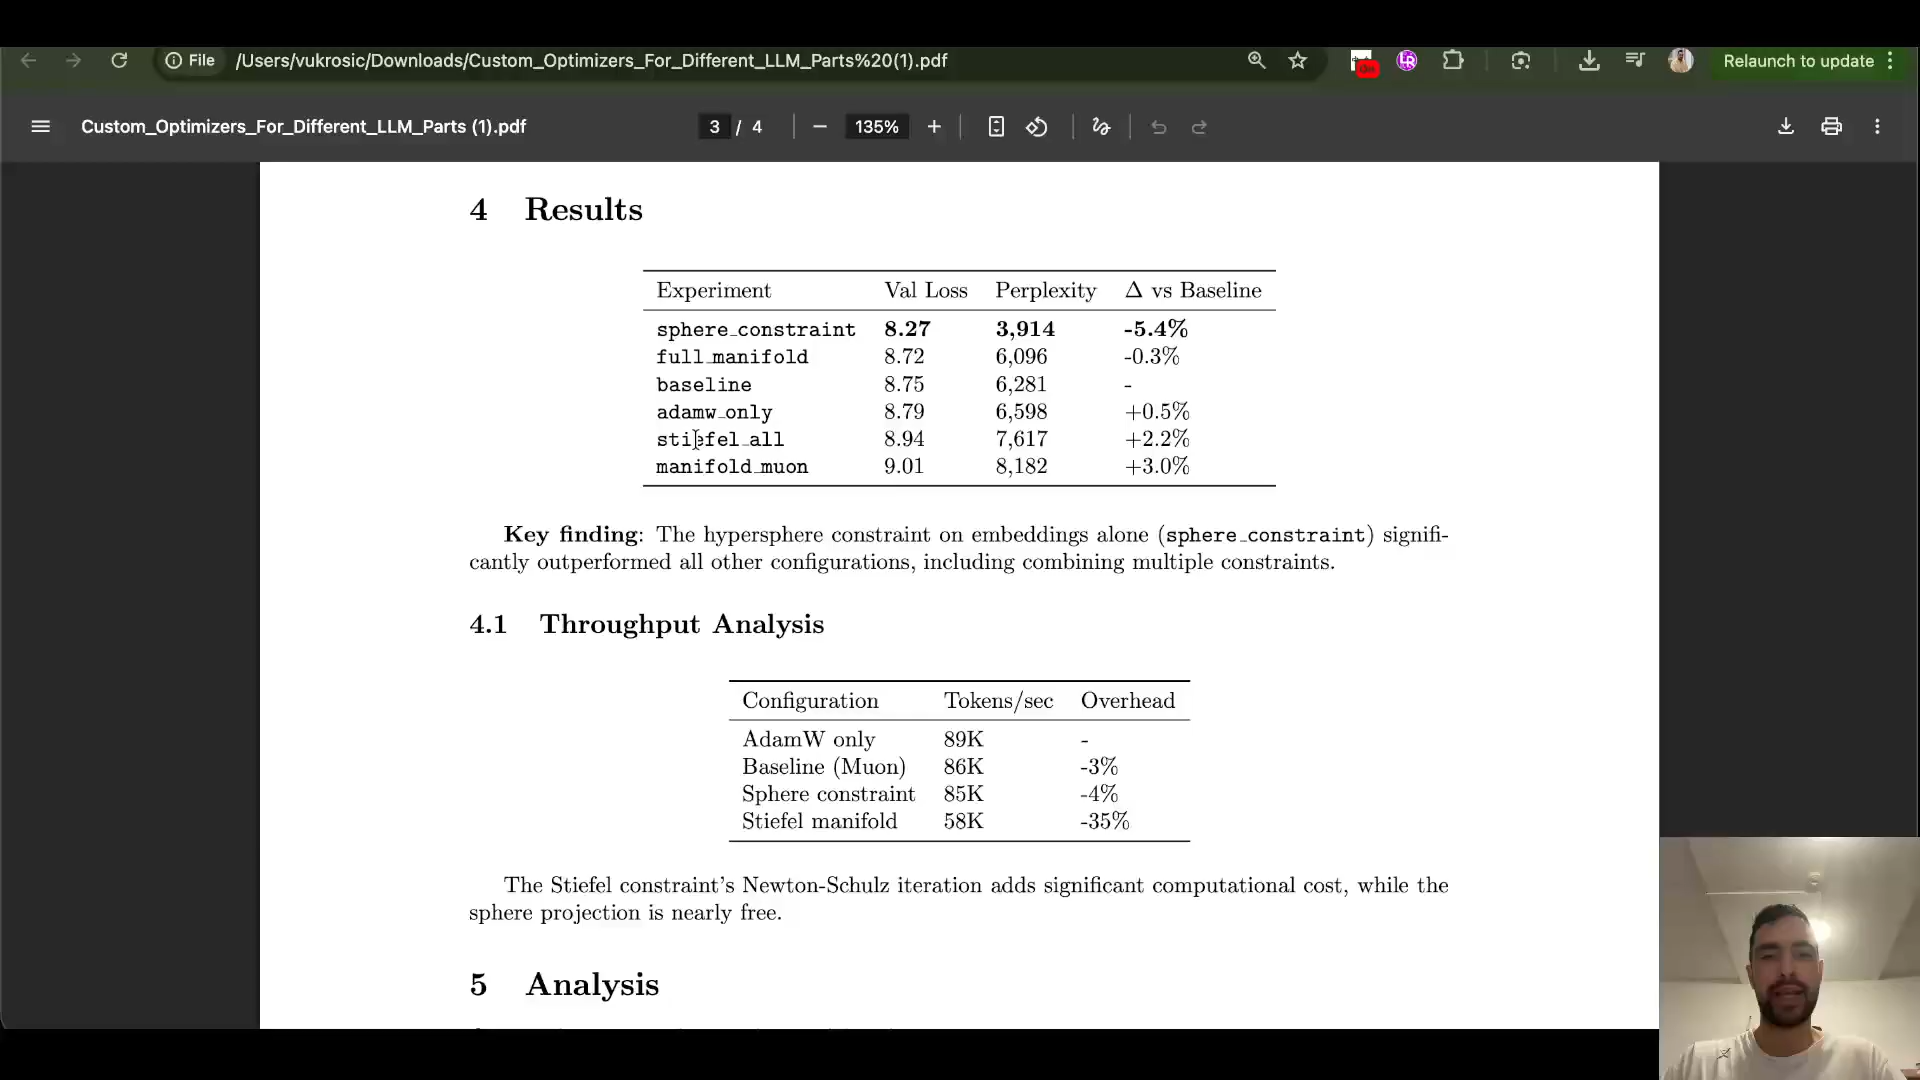 File /Users/vukrosic/Downloads/Custom_Optimizers_For_Different_LLM_Parts%20(1).pdf
Relaunch to update
Custom_Optimizers_For_Different_LLM_Parts (1).pdf
3 / 4
135%
4 Results
Experiment Val Loss Perplexity Δ vs Baseline
sphere_constraint 8.27 3,914 -5.4%
full_manifold 8.72 6,096 -0.3%
baseline 8.75 6,281 -
adamw_only 8.79 6,598 +0.5%
stiefel_all 8.94 7,617 +2.2%
manifold_muon 9.01 8,182 +3.0%
Key finding: The hypersphere constraint on embeddings alone (sphere_constraint) signifi-
cantly outperformed all other configurations, including combining multiple constraints.
4.1 Throughput Analysis
Configuration Tokens/sec Overhead
AdamW only 89K -
Baseline (Muon) 86K -3%
Sphere constraint 85K -4%
Stiefel manifold 58K -35%
The Stiefel constraint's Newton-Schulz iteration adds significant computational cost, while the
sphere projection is nearly free.
5 Analysis